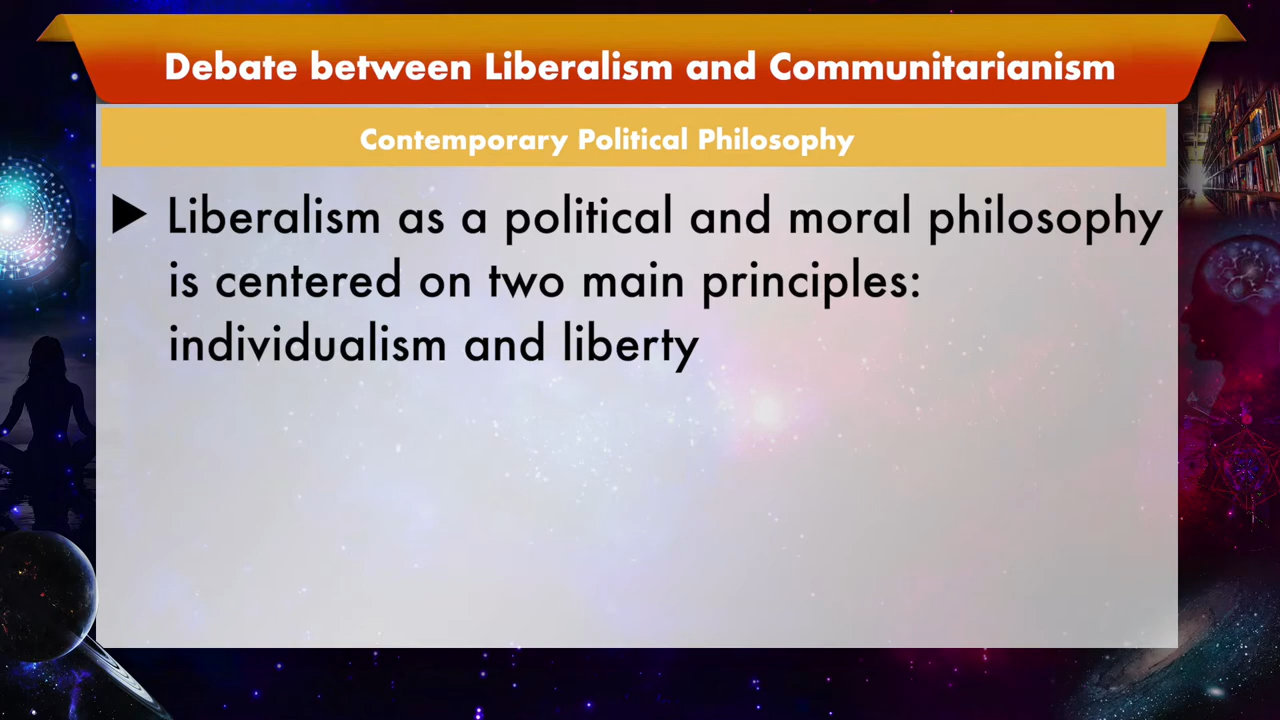 Debate between Liberalism and Communitarianism
Contemporary Political Philosophy
Liberalism as a political and moral philosophy
is centered on two main principles:
individualism and liberty